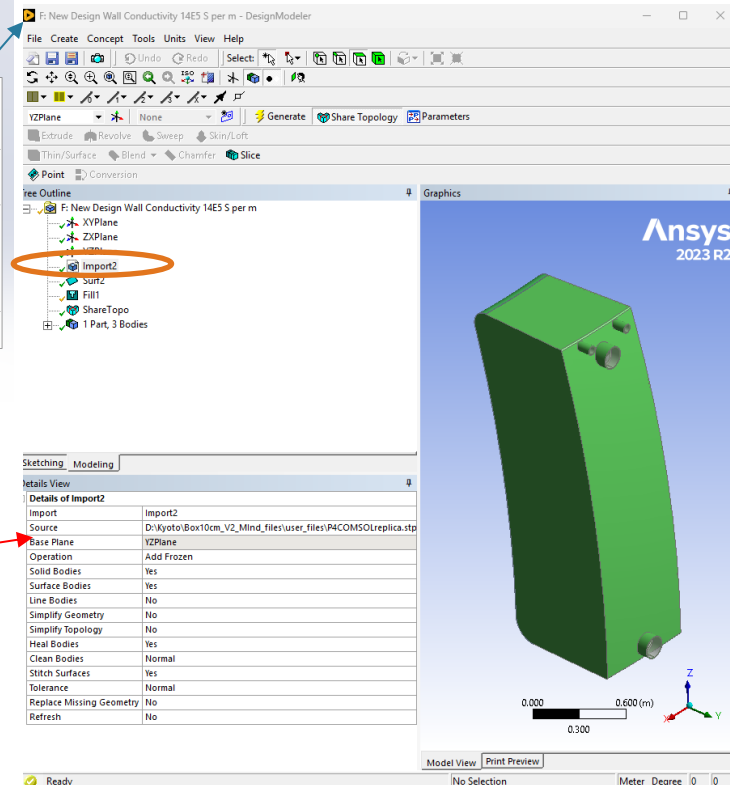 F: New Design Wall Conductivity 14E5 S per m - DesignModeler
File Create Concept Tools Units View Help
Undo Redo Select:
YZPlane None Generate Share Topology Parameters
Extrude Revolve Sweep Skin/Loft
Thin/Surface Blend Chamfer Slice
Point Conversion
Tree Outline
F: New Design Wall Conductivity 14E5 S per m
XYPlane
ZXPlane
Import2
Surf2
Fill1
ShareTopo
1 Part, 3 Bodies
Sketching Modeling
Details View
Details of Import2
Import Import2
Source D:\Kyoto\Box10cm_V2_MInd_files\user_files\P4COMSOLreplica.stp
Base Plane YZPlane
Operation Add Frozen
Solid Bodies Yes
Surface Bodies Yes
Line Bodies No
Simplify Geometry No
Simplify Topology No
Heal Bodies Yes
Clean Bodies Normal
Stitch Surfaces Yes
Tolerance Normal
Replace Missing Geometry No
Refresh No
Graphics
Ansys
2023 R2
0.000 0.600 (m)
0.300
Z
X Y
Model View Print Preview
Ready No Selection Meter Degree 0 0